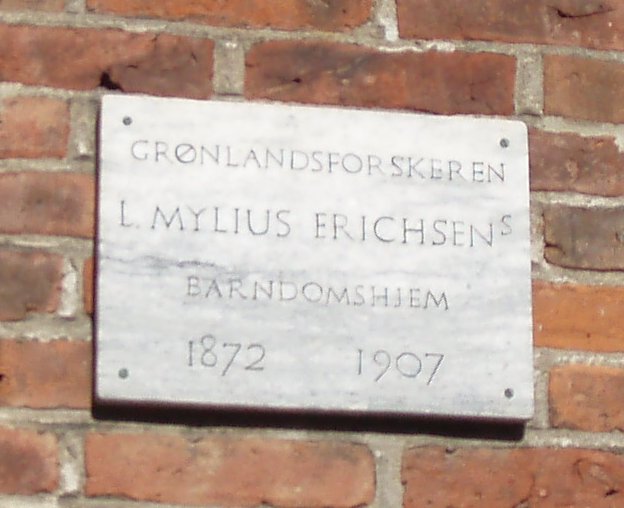 GRØNLANDSFORSKEREN
L. MYLIUS ERICHSENS
BARNDOMSHJEM
1872 1907